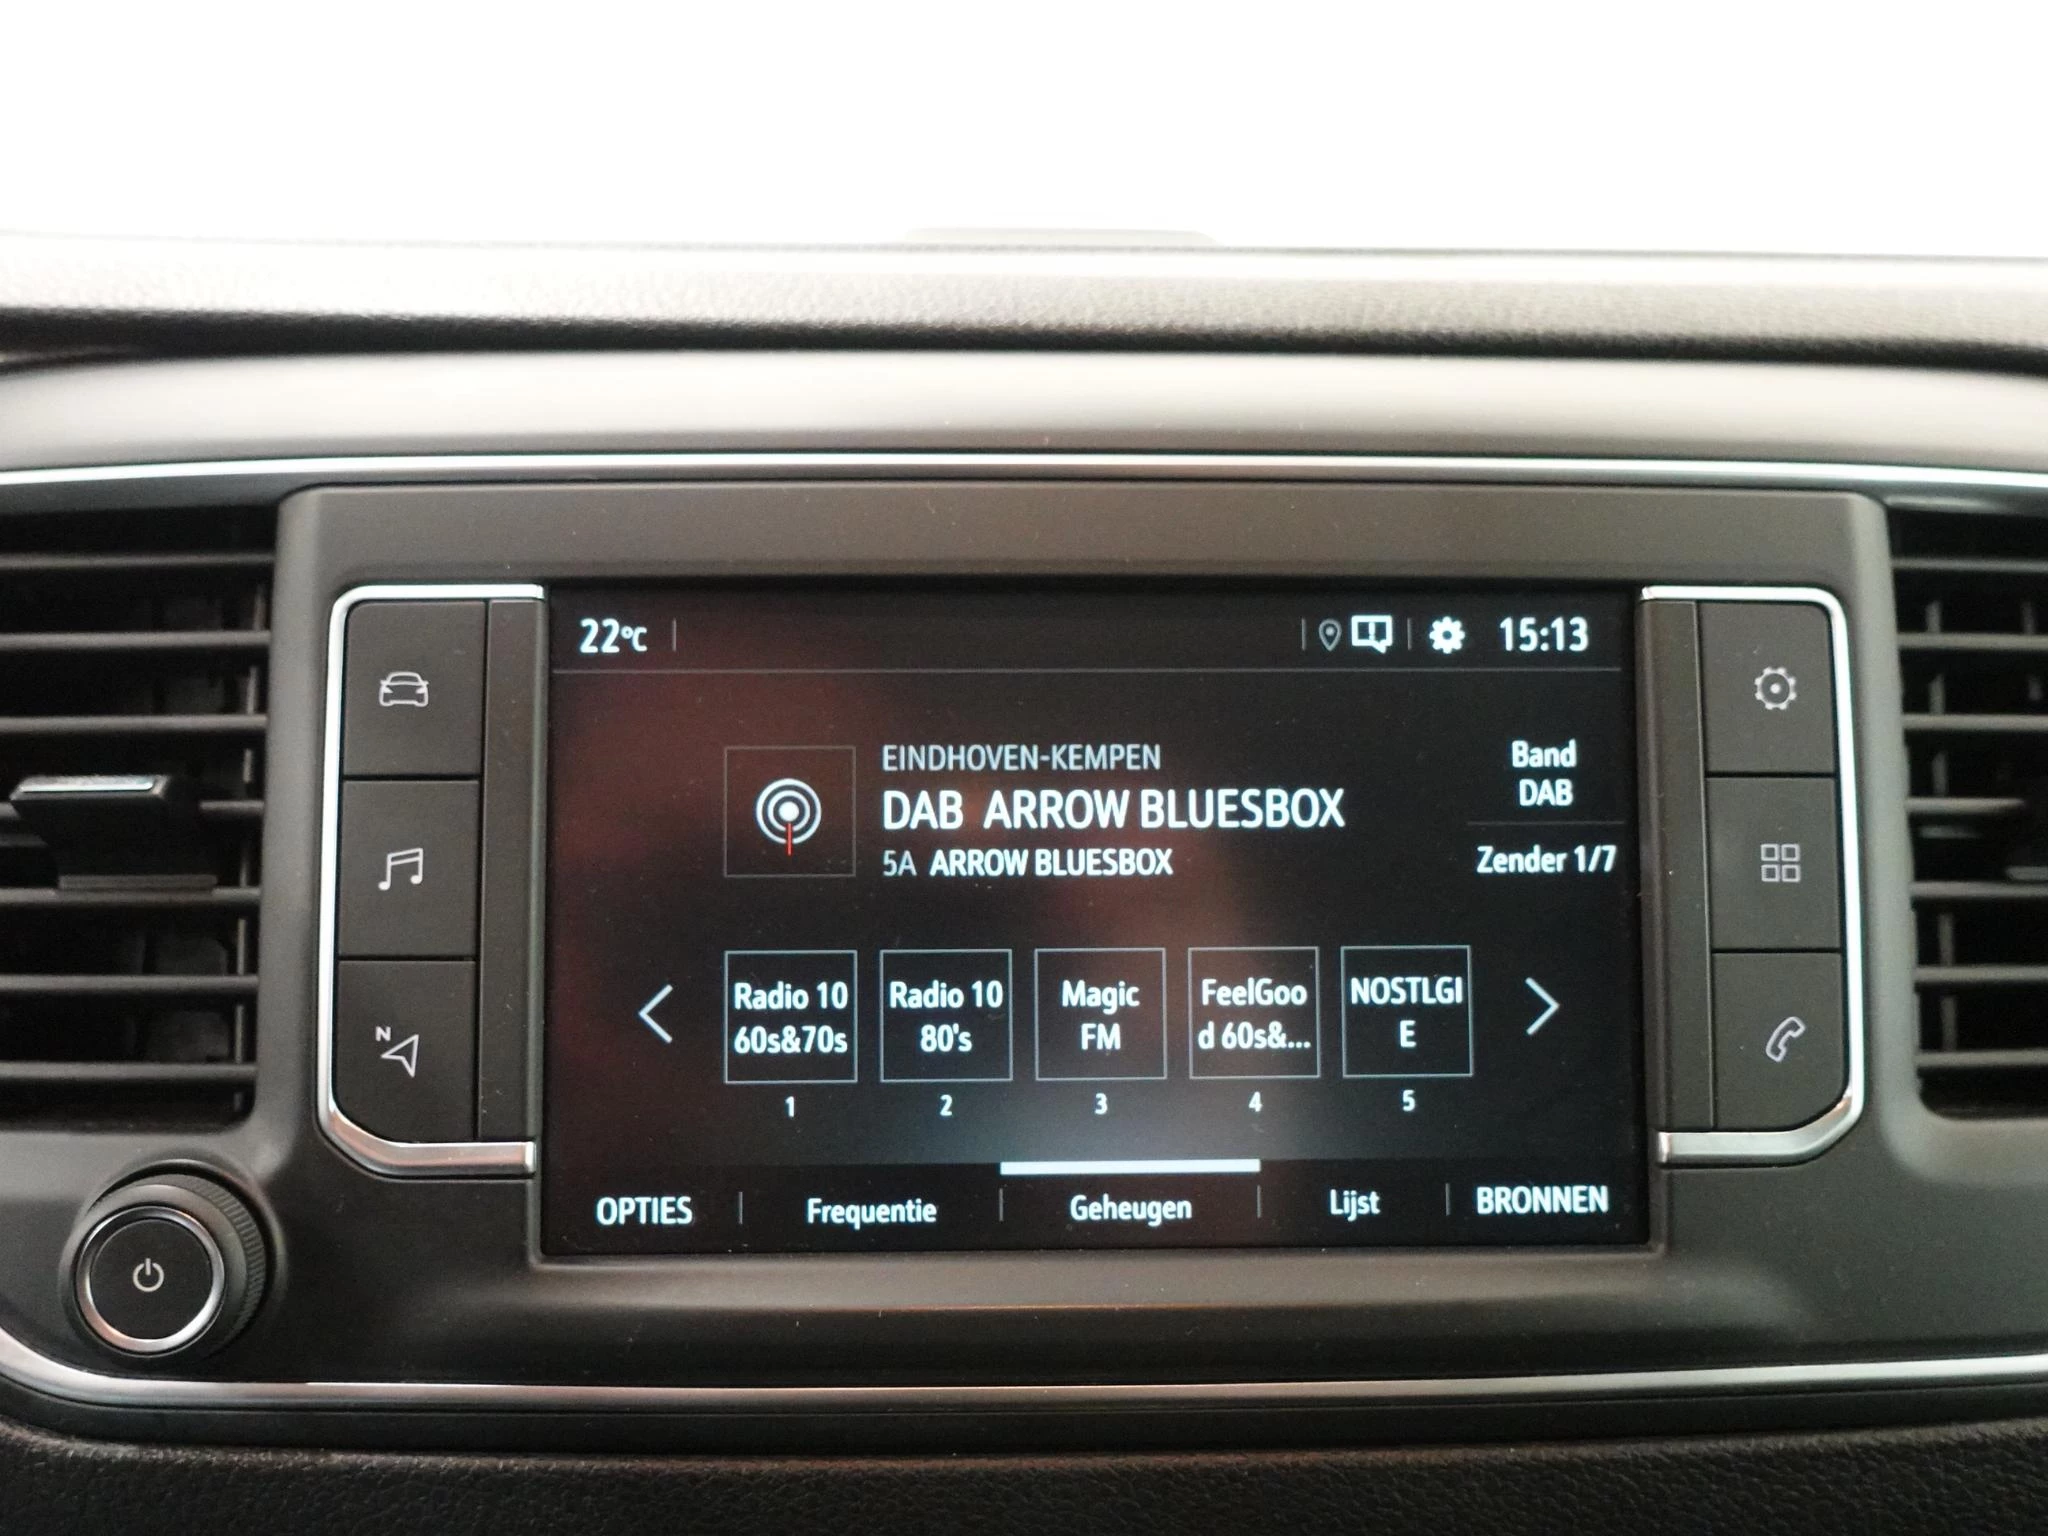 22°C
15:13
EINDHOVEN-KEMPEN
DAB ARROW BLUESBOX
5A ARROW BLUESBOX
Band
DAB
Zender 1/7
Radio 10
60s&70s
Radio 10
80's
Magic
FM
FeelGoo
d 60s&...
NOSTLGI
E
1
2
3
4
5
OPTIES
Frequentie
Geheugen
Lijst
BRONNEN
N